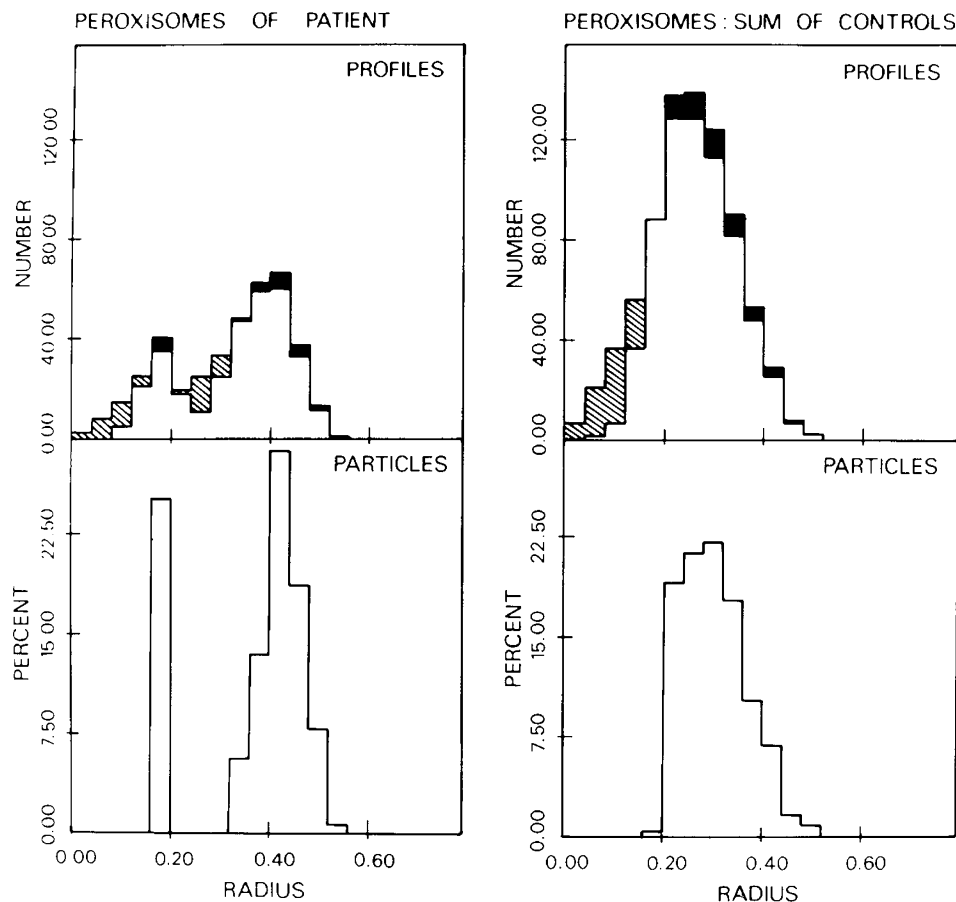 PEROXISOMES OF PATIENT
PROFILES
NUMBER
120.00
80.00
40.00
0.00
PARTICLES
PERCENT
22.50
15.00
7.50
0.00
0.00 0.20 0.40 0.60
RADIUS
PEROXISOMES: SUM OF CONTROLS
PROFILES
NUMBER
120.00
80.00
40.00
0.00
PARTICLES
PERCENT
22.50
15.00
7.50
0.00
0.00 0.20 0.40 0.60
RADIUS